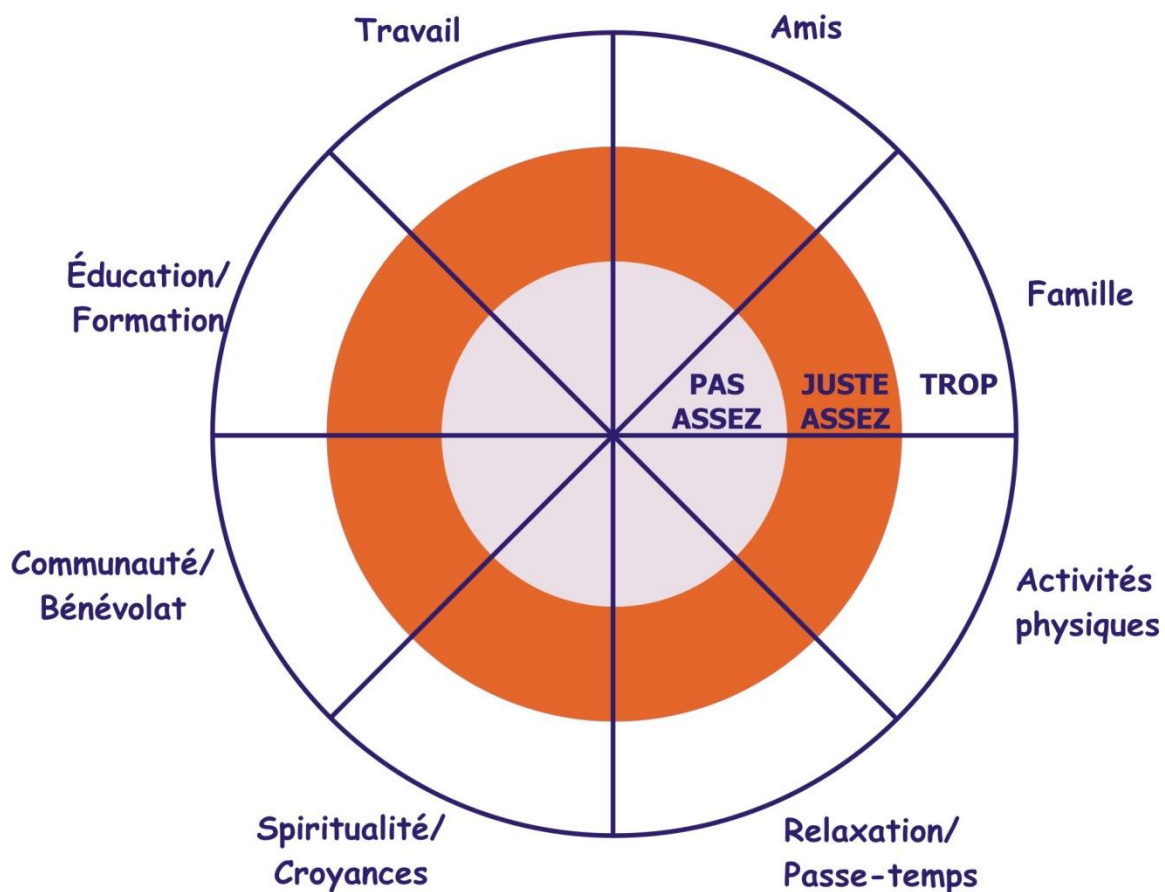 Travail
Amis
Éducation/
Formation
Famille
PAS
ASSEZ
JUSTE
ASSEZ
TROP
Communauté/
Bénévolat
Activités
physiques
Spiritualité/
Croyances
Relaxation/
Passe-temps